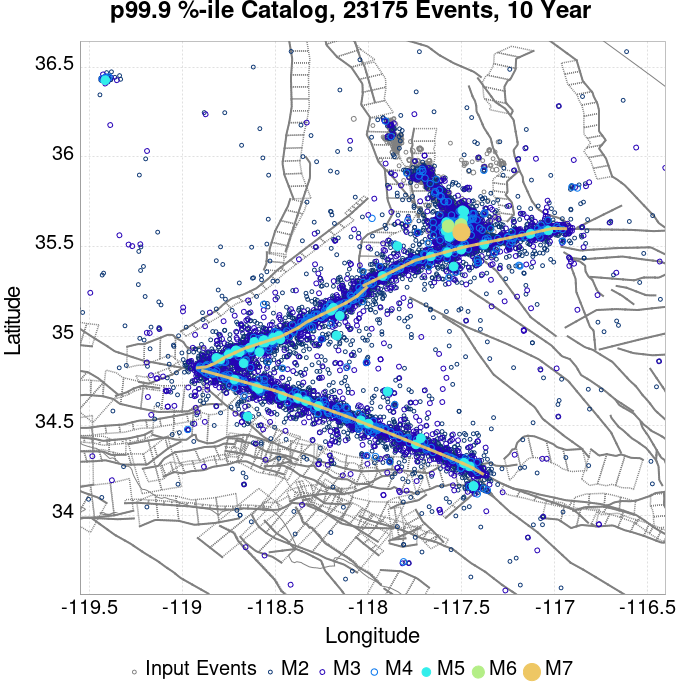 p99.9 %-ile Catalog, 23175 Events, 10 Year
36.5
36
35.5
35
34.5
34
Latitude
-119.5 -119 -118.5 -118 -117.5 -117 -116.5
Longitude
Input Events M2 M3 M4 M5 M6 M7